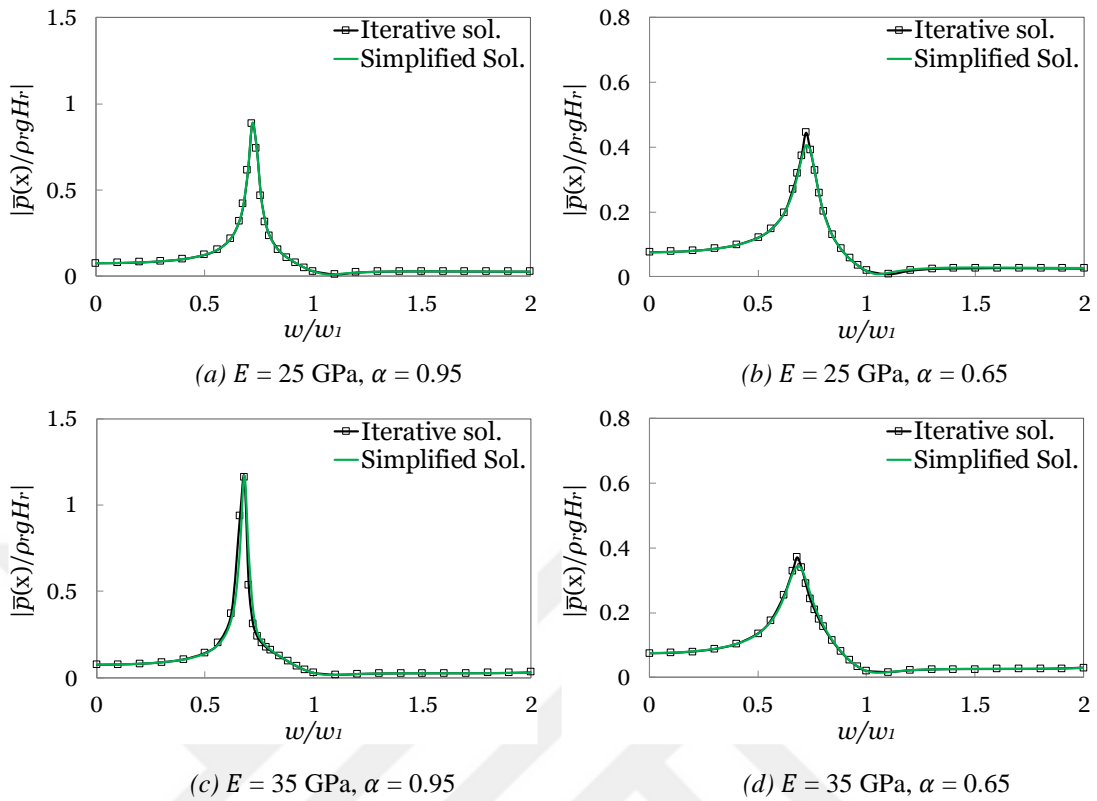 1.5
1
0.5
0
|p̅(x)/ρrgHr|
Iterative sol.
Simplified Sol.
0 0.5 1 1.5 2
w/w1
(a) E = 25 GPa, α = 0.95
0.8
0.6
0.4
0.2
0
|p̅(x)/ρrgHr|
Iterative sol.
Simplified Sol.
0 0.5 1 1.5 2
w/w1
(b) E = 25 GPa, α = 0.65
1.5
1
0.5
0
|p̅(x)/ρrgHr|
Iterative sol.
Simplified Sol.
0 0.5 1 1.5 2
w/w1
(c) E = 35 GPa, α = 0.95
0.8
0.6
0.4
0.2
0
|p̅(x)/ρrgHr|
Iterative sol.
Simplified Sol.
0 0.5 1 1.5 2
w/w1
(d) E = 35 GPa, α = 0.65